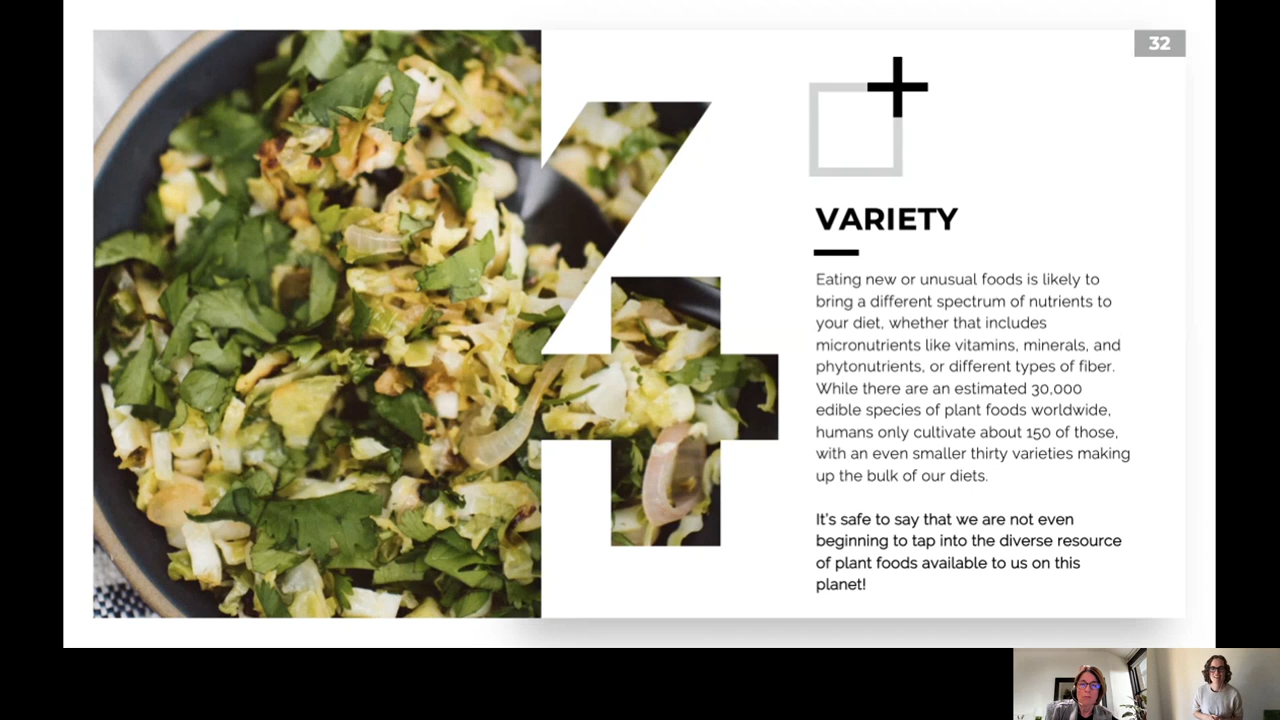 32
4
VARIETY
Eating new or unusual foods is likely to
bring a different spectrum of nutrients to
your diet, whether that includes
micronutrients like vitamins, minerals, and
phytonutrients, or different types of fiber.
While there are an estimated 30,000
edible species of plant foods worldwide,
humans only cultivate about 150 of those,
with an even smaller thirty varieties making
up the bulk of our diets.
It's safe to say that we are not even
beginning to tap into the diverse resource
of plant foods available to us on this
planet!